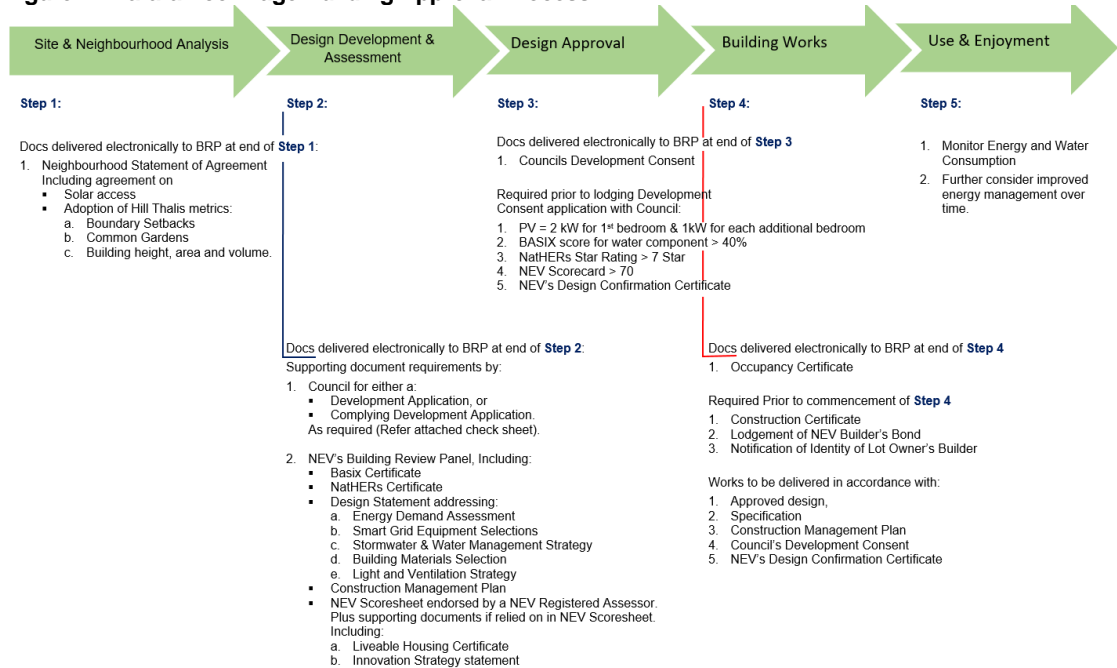 Site & Neighbourhood Analysis
Design Development &
Assessment
Design Approval
Building Works
Use & Enjoyment
Step 1:
Docs delivered electronically to BRP at end of Step 1:
1. Neighbourhood Statement of Agreement
Including agreement on
▪ Solar access
▪ Adoption of Hill Thalis metrics:
a. Boundary Setbacks
b. Common Gardens
c. Building height, area and volume.
Step 2:
Docs delivered electronically to BRP at end of Step 2:
Supporting document requirements by:
1. Council for either a:
▪ Development Application, or
▪ Complying Development Application.
As required (Refer attached check sheet).
2. NEV's Building Review Panel, Including:
▪ Basix Certificate
▪ NatHERs Certificate
▪ Design Statement addressing:
a. Energy Demand Assessment
b. Smart Grid Equipment Selections
c. Stormwater & Water Management Strategy
d. Building Materials Selection
e. Light and Ventilation Strategy
▪ Construction Management Plan
▪ NEV Scoresheet endorsed by a NEV Registered Assessor.
Plus supporting documents if relied on in NEV Scoresheet.
Including:
a. Liveable Housing Certificate
b. Innovation Strategy statement
Step 3:
Docs delivered electronically to BRP at end of Step 3
1. Councils Development Consent
Required prior to lodging Development
Consent application with Council:
1. PV = 2 kW for 1st bedroom & 1kW for each additional bedroom
2. BASIX score for water component > 40%
3. NatHERs Star Rating > 7 Star
4. NEV Scorecard > 70
5. NEV's Design Confirmation Certificate
Step 4:
Docs delivered electronically to BRP at end of Step 4
1. Occupancy Certificate
Required Prior to commencement of Step 4
1. Construction Certificate
2. Lodgement of NEV Builder's Bond
3. Notification of Identity of Lot Owner's Builder
Works to be delivered in accordance with:
1. Approved design,
2. Specification
3. Construction Management Plan
4. Council's Development Consent
5. NEV's Design Confirmation Certificate
Step 5:
1. Monitor Energy and Water
Consumption
2. Further consider improved
energy management over
time.